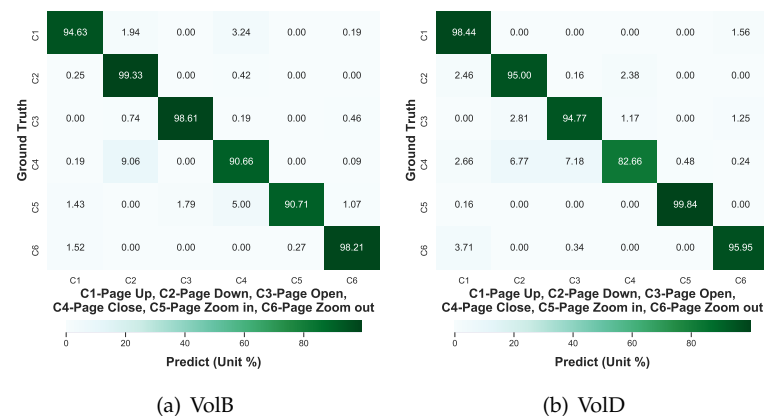 Ground Truth
C1 94.63 1.94 0.00 3.24 0.00 0.19
C2 0.25 99.33 0.00 0.42 0.00 0.00
C3 0.00 0.74 98.61 0.19 0.00 0.46
C4 0.19 9.06 0.00 90.66 0.00 0.09
C5 1.43 0.00 1.79 5.00 90.71 1.07
C6 1.52 0.00 0.00 0.00 0.27 98.21
C1 C2 C3 C4 C5 C6
C1-Page Up, C2-Page Down, C3-Page Open,
C4-Page Close, C5-Page Zoom in, C6-Page Zoom out
0 20 40 60 80
Predict (Unit %)
(a) VolB
Ground Truth
C1 98.44 0.00 0.00 0.00 0.00 1.56
C2 2.46 95.00 0.16 2.38 0.00 0.00
C3 0.00 2.81 94.77 1.17 0.00 1.25
C4 2.66 6.77 7.18 82.66 0.48 0.24
C5 0.16 0.00 0.00 0.00 99.84 0.00
C6 3.71 0.00 0.34 0.00 0.00 95.95
C1 C2 C3 C4 C5 C6
C1-Page Up, C2-Page Down, C3-Page Open,
C4-Page Close, C5-Page Zoom in, C6-Page Zoom out
0 20 40 60 80
Predict (Unit %)
(b) VolD